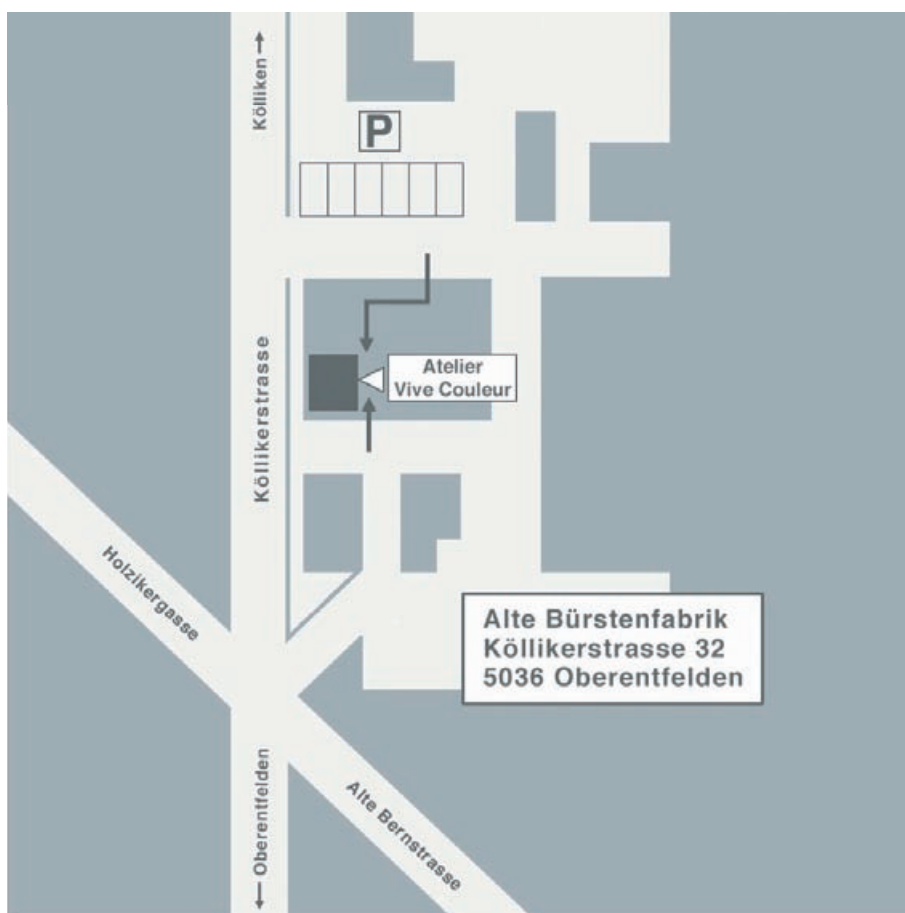 Kölliken
P
Köllikerstrasse
Atelier
Vive Couleur
Holzikergasse
Alte Bürstenfabrik
Köllikerstrasse 32
5036 Oberentfelden
Oberentfelden
Alte Bernstrasse